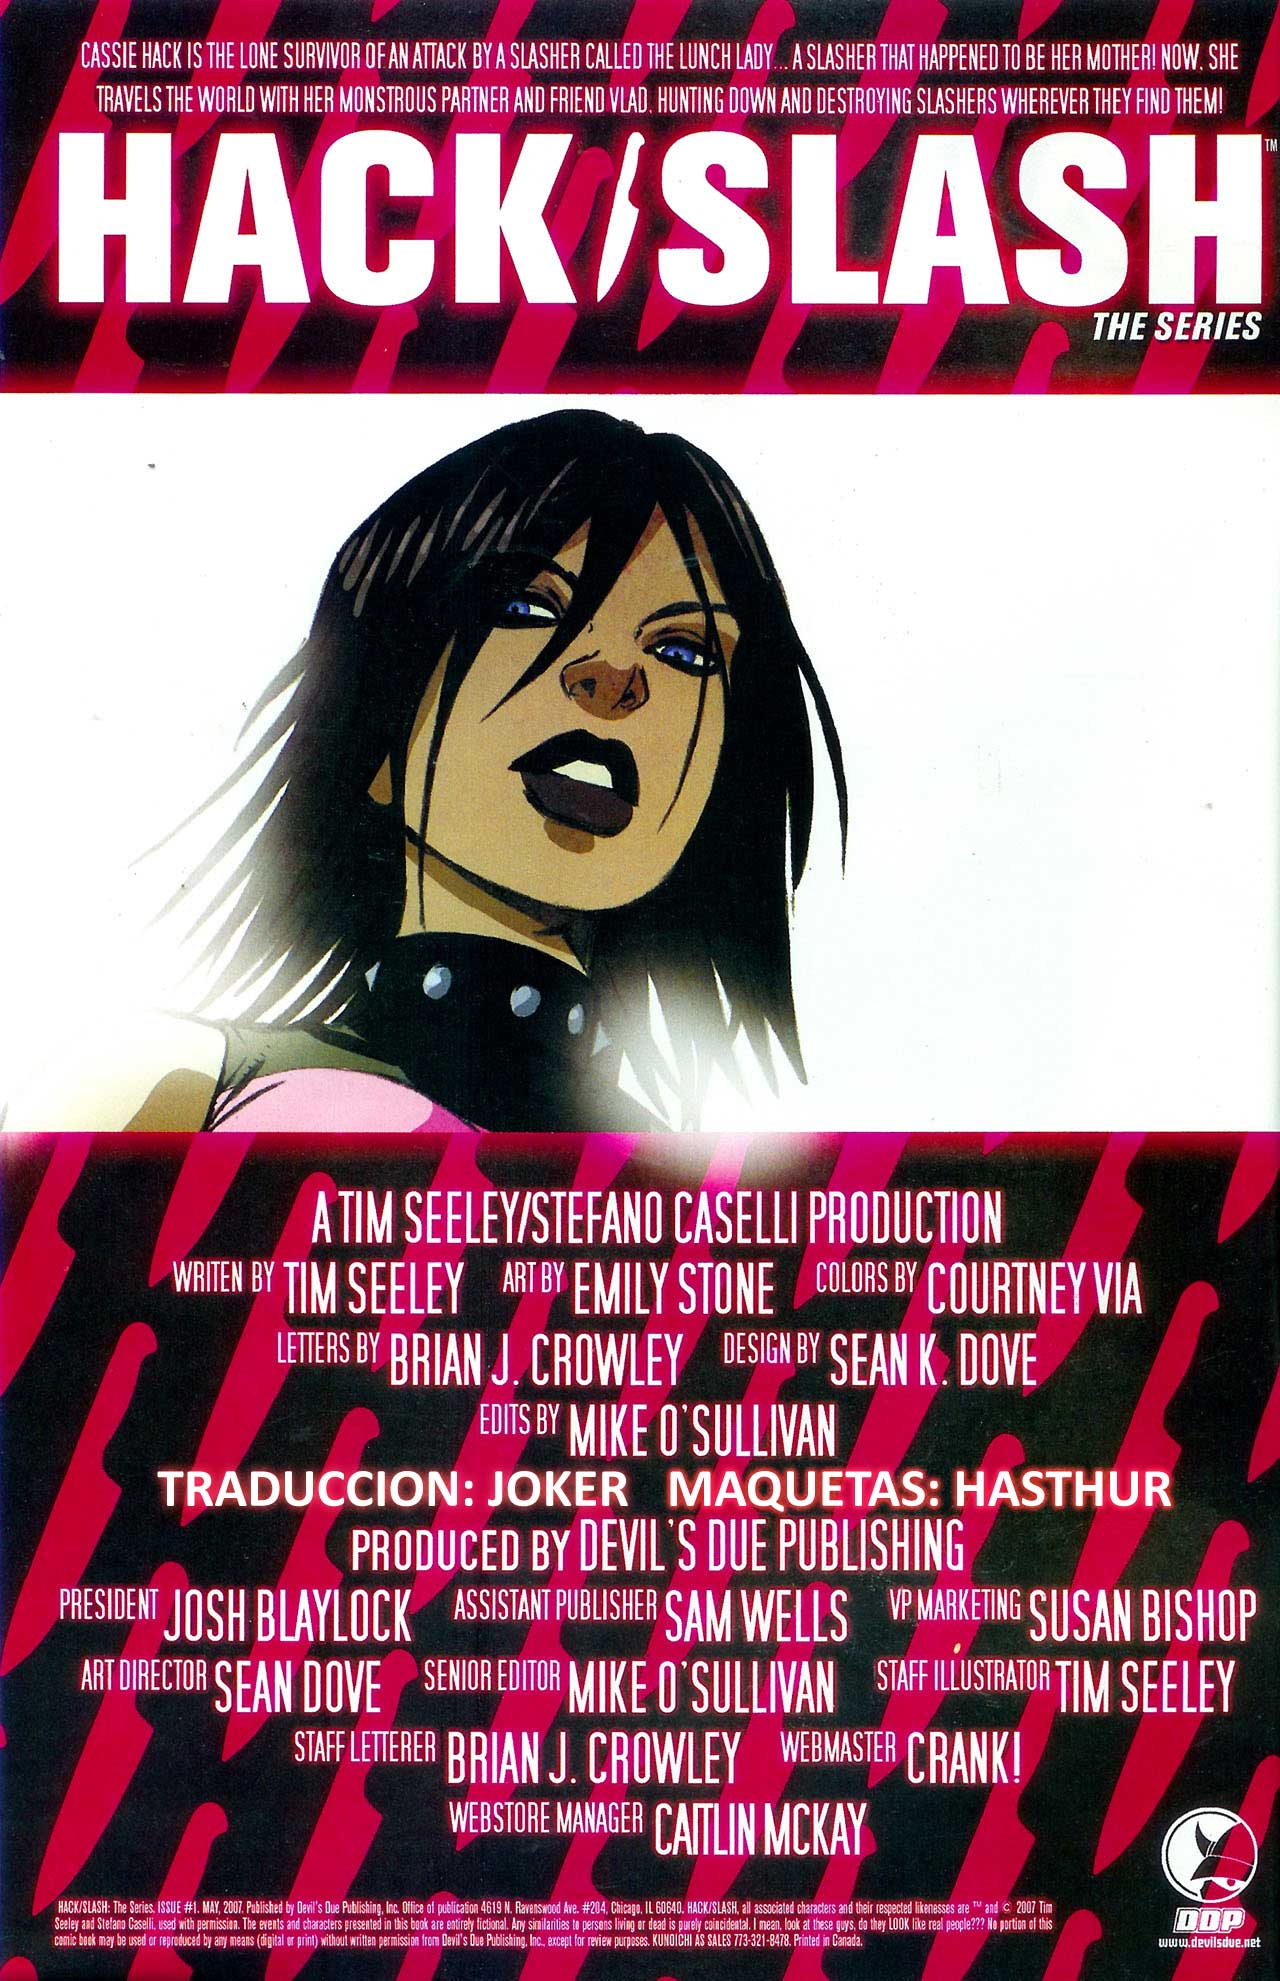 CASSIE HACK IS THE LONE SURVIVOR OF AN ATTACK BY A SLASHER CALLED THE LUNCH LADY... A SLASHER THAT HAPPENED TO BE HER MOTHER! NOW, SHE
TRAVELS THE WORLD WITH HER MONSTROUS PARTNER AND FRIEND VLAD, HUNTING DOWN AND DESTROYING SLASHERS WHEREVER THEY FIND THEM!
HACK/SLASH™
THE SERIES
A TIM SEELEY/STEFANO CASELLI PRODUCTION
WRITEN BY TIM SEELEY ART BY EMILY STONE COLORS BY COURTNEY VIA
LETTERS BY BRIAN J. CROWLEY DESIGN BY SEAN K. DOVE
EDITS BY MIKE O'SULLIVAN
TRADUCCION: JOKER MAQUETAS: HASTHUR
PRODUCED BY DEVIL'S DUE PUBLISHING
PRESIDENT JOSH BLAYLOCK ASSISTANT PUBLISHER SAM WELLS VP MARKETING SUSAN BISHOP
ART DIRECTOR SEAN DOVE SENIOR EDITOR MIKE O'SULLIVAN STAFF ILLUSTRATOR TIM SEELEY
STAFF LETTERER BRIAN J. CROWLEY WEBMASTER CRANK!
WEBSTORE MANAGER CAITLIN MCKAY
HACK/SLASH: The Series. ISSUE #1. MAY, 2007. Published by Devil's Due Publishing, Inc. Office of publication 4619 N. Ravenswood Ave. #204, Chicago, IL 60640. HACK/SLASH, all associated characters and their respected likenesses are ™ and © 2007 Tim
Seeley and Stefano Caselli, used with permission. The events and characters presented in this book are entirely fictional. Any similarities to persons living or dead is purely coincidental. I mean, look at these guys, do they LOOK like real people??? No portion of this
comic book may be used or reproduced by any means (digital or print) without written permission from Devil's Due Publishing, Inc., except for review purposes. KUNOICHI AS SALES 773-321-8478. Printed in Canada.
DDP
www.devilsdue.net